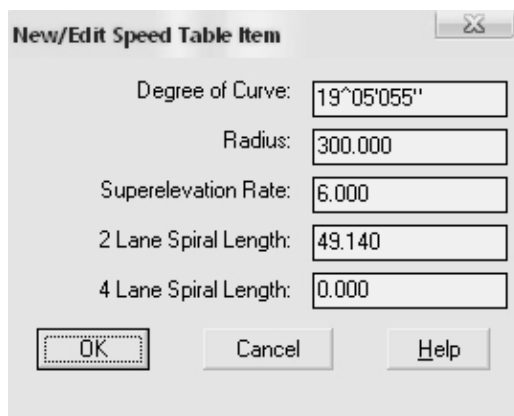 New/Edit Speed Table Item
Degree of Curve: 19^05'055"
Radius: 300.000
Superelevation Rate: 6.000
2 Lane Spiral Length: 49.140
4 Lane Spiral Length: 0.000
OK Cancel Help